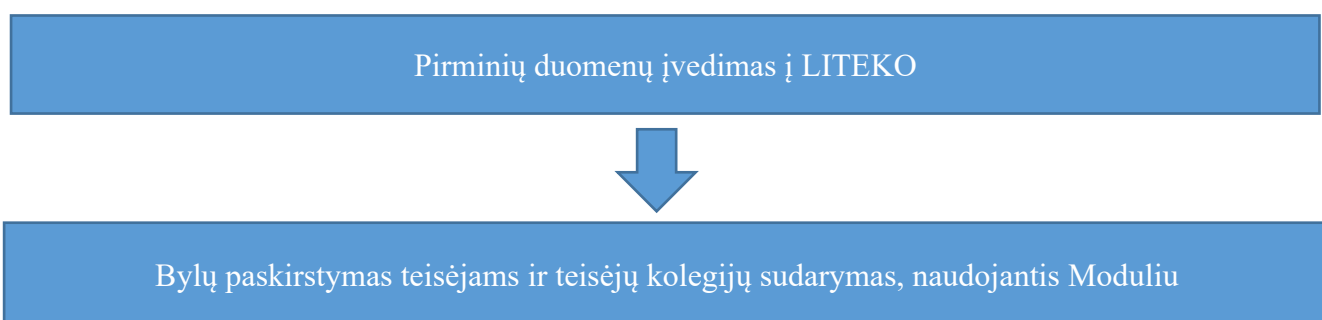 Pirminių duomenų įvedimas į LITEKO
Bylų paskirstymas teisėjams ir teisėjų kolegijų sudarymas, naudojantis Moduliu